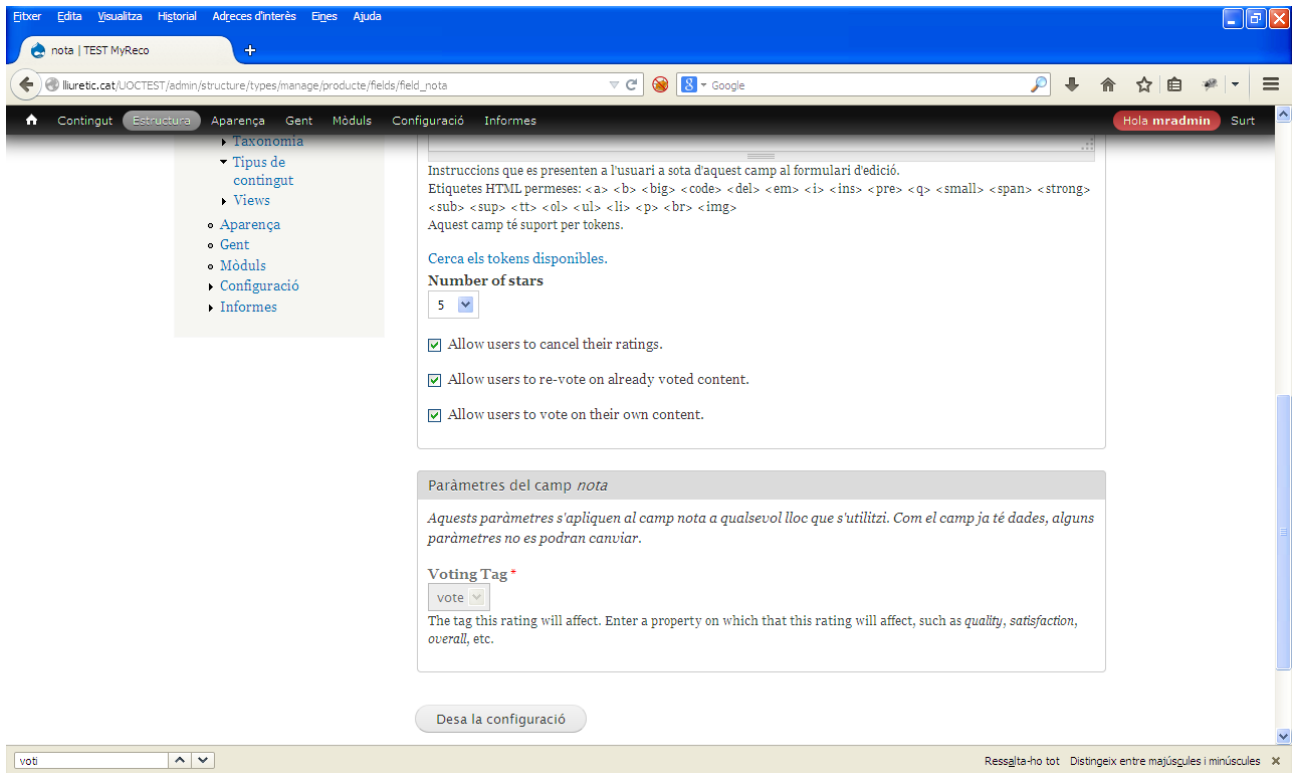 Fitxer Edita Visualitza Historial Adreces d'interès Eines Ajuda
nota | TEST MyReco
lliuretic.cat/UOCTEST/admin/structure/types/manage/producte/fields/field_nota
8 Google
Contingut Estructura Aparença Gent Mòduls Configuració Informes Hola mradmin Surt
Taxonomia
Tipus de
contingut
Views
Aparença
Gent
Mòduls
Configuració
Informes
Instruccions que es presenten a l'usuari a sota d'aquest camp al formulari d'edició.
Etiquetes HTML permeses: <a> <b> <big> <code> <del> <em> <i> <ins> <pre> <q> <small> <span> <strong>
<sub> <sup> <tt> <ol> <ul> <li> <p> <br> <img>
Aquest camp té suport per tokens.
Cerca els tokens disponibles.
Number of stars
5
Allow users to cancel their ratings.
Allow users to re-vote on already voted content.
Allow users to vote on their own content.
Paràmetres del camp nota
Aquests paràmetres s'apliquen al camp nota a qualsevol lloc que s'utilitzi. Com el camp ja té dades, alguns
paràmetres no es podran canviar.
Voting Tag *
vote
The tag this rating will affect. Enter a property on which that this rating will affect, such as quality, satisfaction,
overall, etc.
Desa la configuració
voti
Ressalta-ho tot Distingeix entre majúscules i minúscules